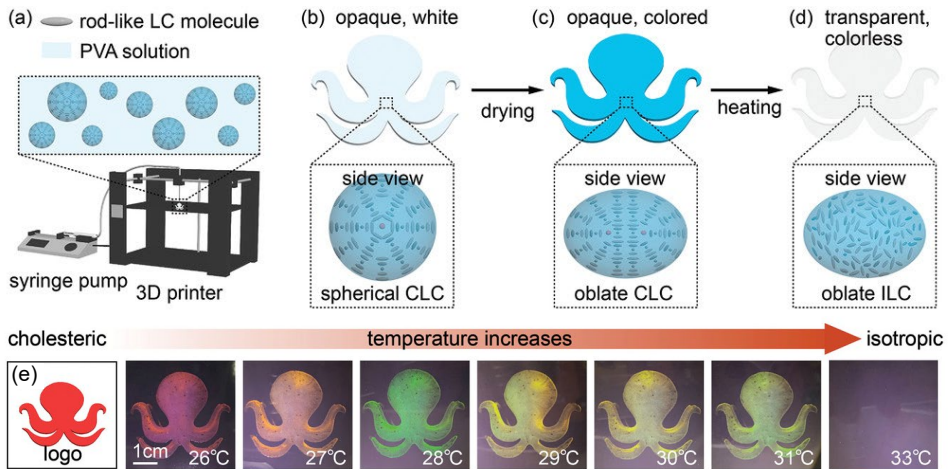 (a)
rod-like LC molecule
PVA solution
syringe pump
3D printer
(b)
opaque, white
side view
spherical CLC
drying
(c)
opaque, colored
side view
oblate CLC
heating
(d)
transparent,
colorless
side view
oblate ILC
cholesteric
temperature increases
isotropic
(e)
logo
1cm
26℃
27℃
28℃
29℃
30℃
31℃
33℃